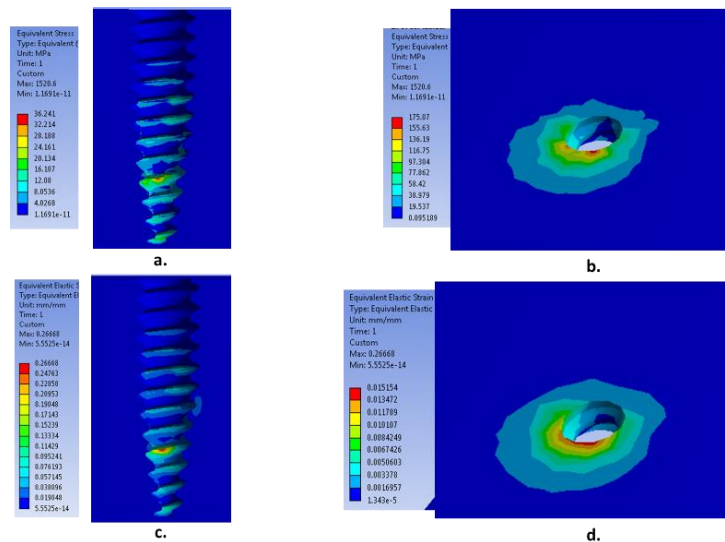 Equivalent Stress
Type: Equivalent (
Unit: MPa
Time: 1
Custom
Max: 1520.6
Min: 1.1691e-11
36.241
32.214
28.188
24.161
20.134
16.107
12.08
8.0536
4.0268
1.1691e-11
a.
Equivalent Stress
Type: Equivalent
Unit: MPa
Time: 1
Custom
Max: 1520.6
Min: 1.1691e-11
175.07
155.63
136.19
116.75
97.304
77.862
58.42
38.979
19.537
0.095189
b.
Equivalent Elastic S
Type: Equivalent El
Unit: mm/mm
Time: 1
Custom
Max: 0.26668
Min: 5.5525e-14
0.26668
0.24763
0.22858
0.20953
0.19048
0.17143
0.15239
0.13334
0.11429
0.095241
0.076193
0.057145
0.038096
0.019048
5.5525e-14
c.
Equivalent Elastic Strain
Type: Equivalent Elastic
Unit: mm/mm
Time: 1
Custom
Max: 0.26668
Min: 5.5525e-14
0.015154
0.013472
0.011789
0.010107
0.0084249
0.0067426
0.0050603
0.003378
0.0016957
1.343e-5
d.